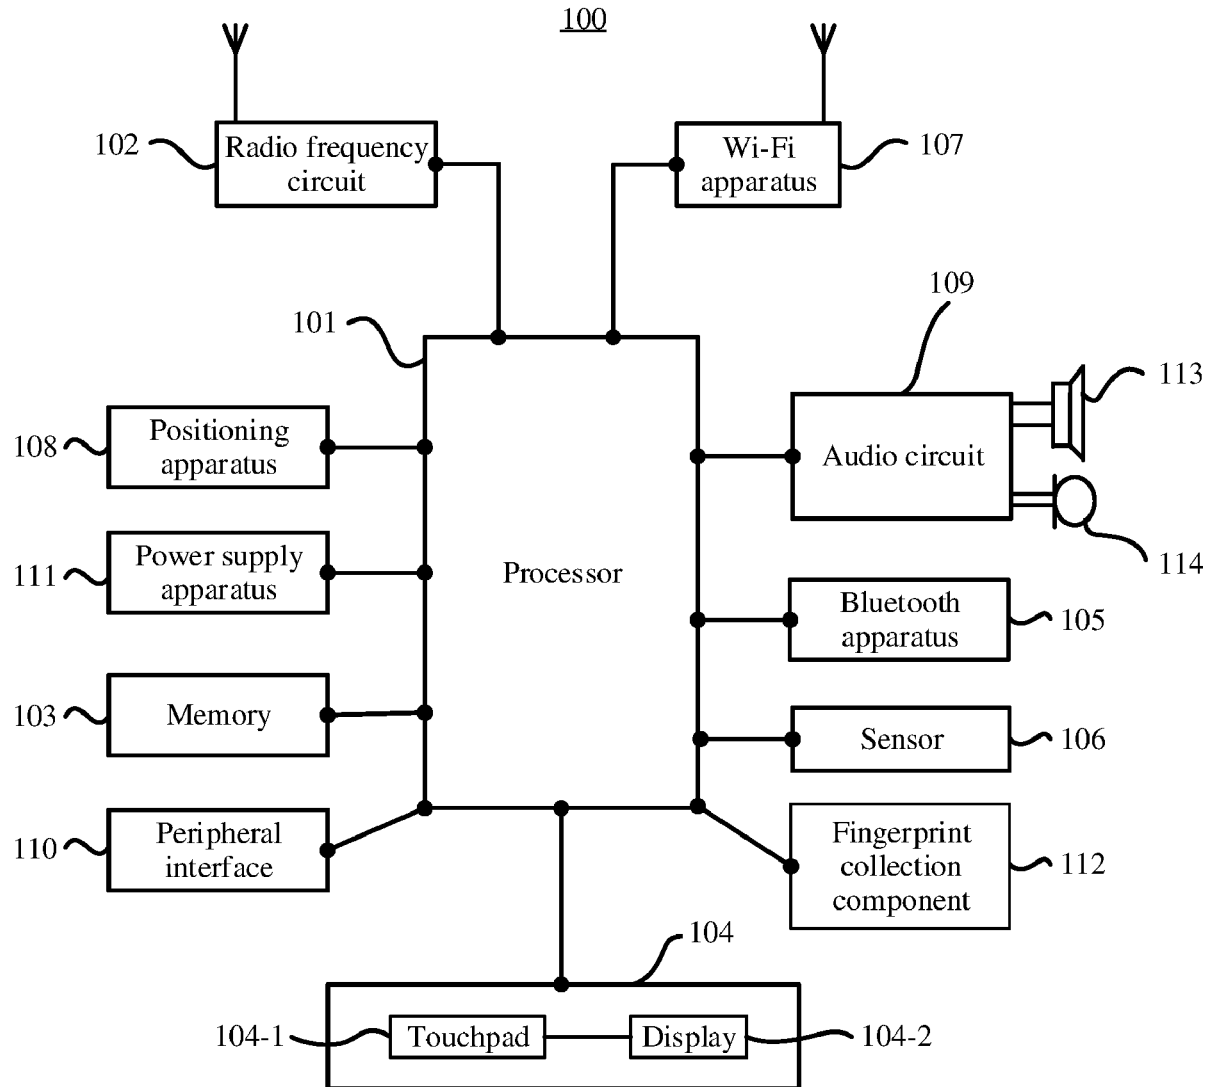 100
102
Radio frequency
circuit
Wi-Fi
apparatus
107
101
109
113
108
Positioning
apparatus
Audio circuit
114
111
Power supply
apparatus
Processor
Bluetooth
apparatus
105
103
Memory
Sensor
106
110
Peripheral
interface
Fingerprint
collection
component
112
104
104-1
Touchpad
Display
104-2